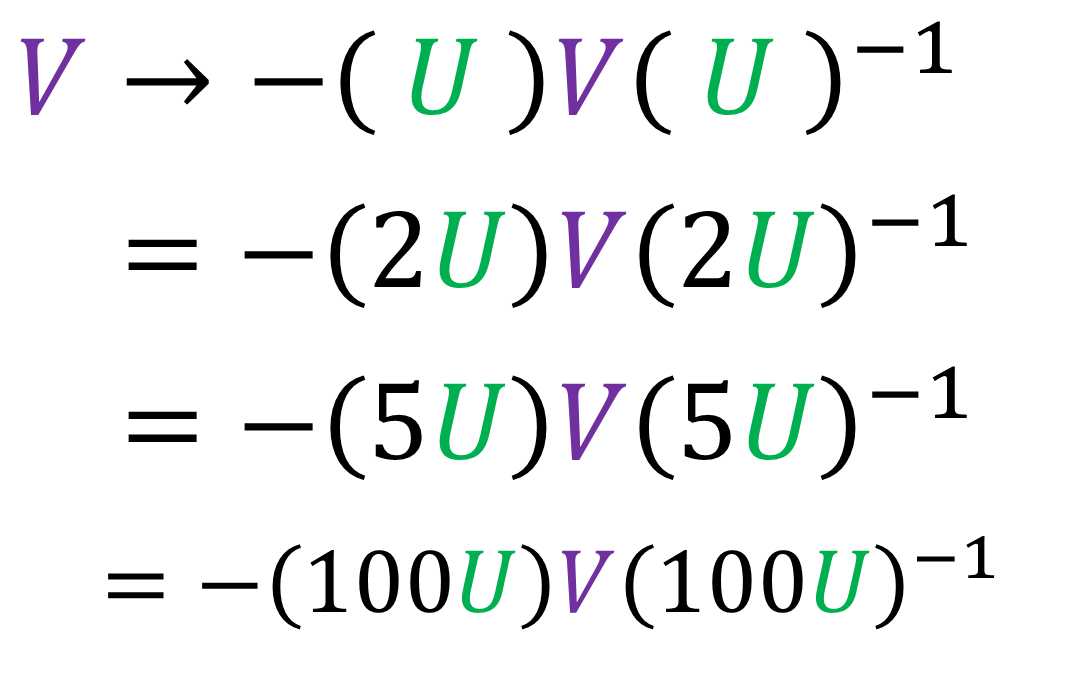 V → −( U )V( U )⁻¹
= −(2U)V(2U)⁻¹
= −(5U)V(5U)⁻¹
= −(100U)V(100U)⁻¹